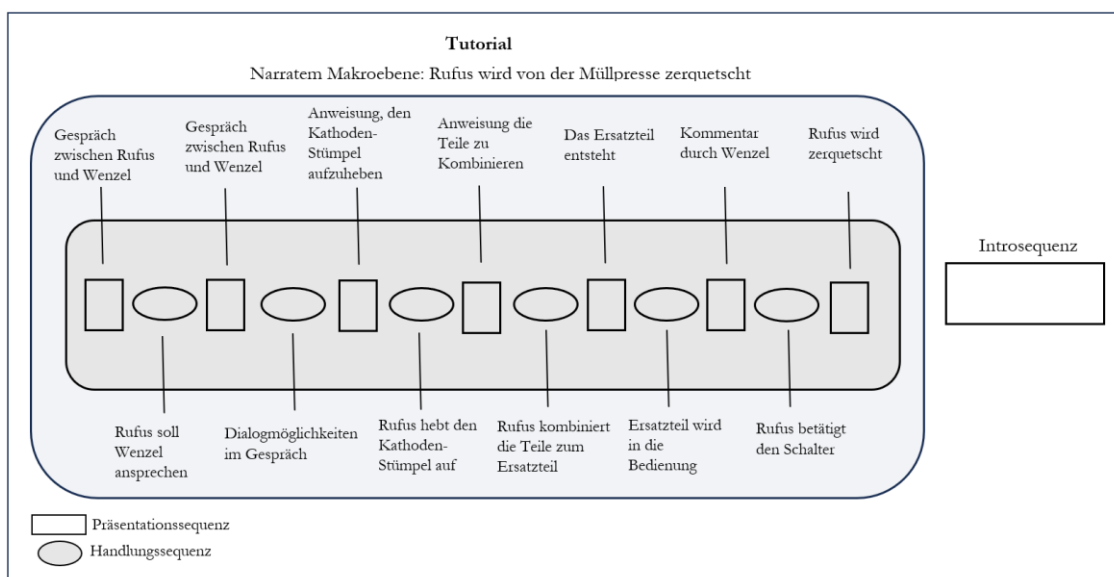 Tutorial
Narratem Makroebene: Rufus wird von der Müllpresse zerquetscht
Gespräch
zwischen Rufus
und Wenzel
Gespräch
zwischen Rufus
und Wenzel
Anweisung, den
Kathoden-
Stümpel
aufzuheben
Anweisung die
Teile zu
Kombinieren
Das Ersatzteil
entsteht
Kommentar
durch Wenzel
Rufus wird
zerquetscht
Introsequenz
Rufus soll
Wenzel
ansprechen
Dialogmöglichkeiten
im Gespräch
Rufus hebt den
Kathoden-
Stümpel auf
Rufus kombiniert
die Teile zum
Ersatzteil
Ersatzteil wird
in die
Bedienung
Rufus betätigt
den Schalter
Präsentationssequenz
Handlungssequenz